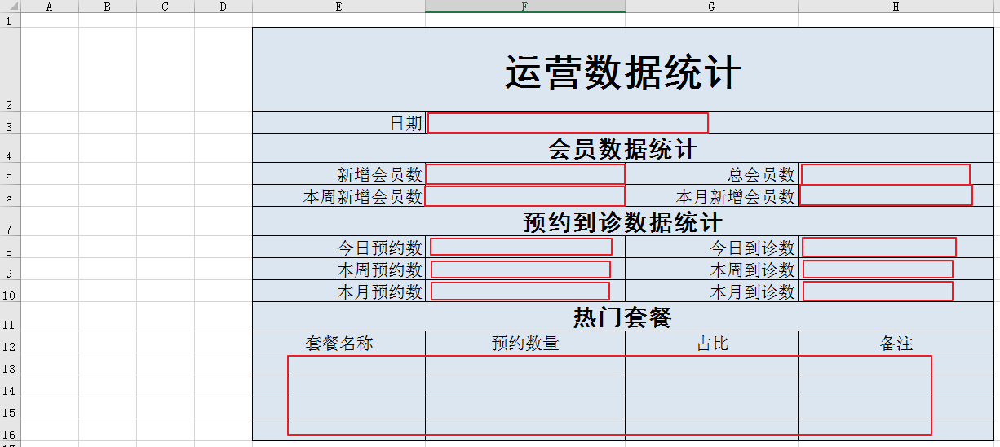 A B C D E F G H
1
运营数据统计
2
3 日期
4 会员数据统计
5 新增会员数 总会员数
6 本周新增会员数 本月新增会员数
7 预约到诊数据统计
8 今日预约数 今日到诊数
9 本周预约数 本周到诊数
10 本月预约数 本月到诊数
11 热门套餐
12 套餐名称 预约数量 占比 备注
13
14
15
16